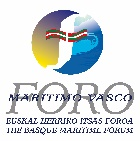 FORO
MARITIMO VASCO
EUSKAL HERRIKO ITSAS FOROA
THE BASQUE MARITIME FORUM